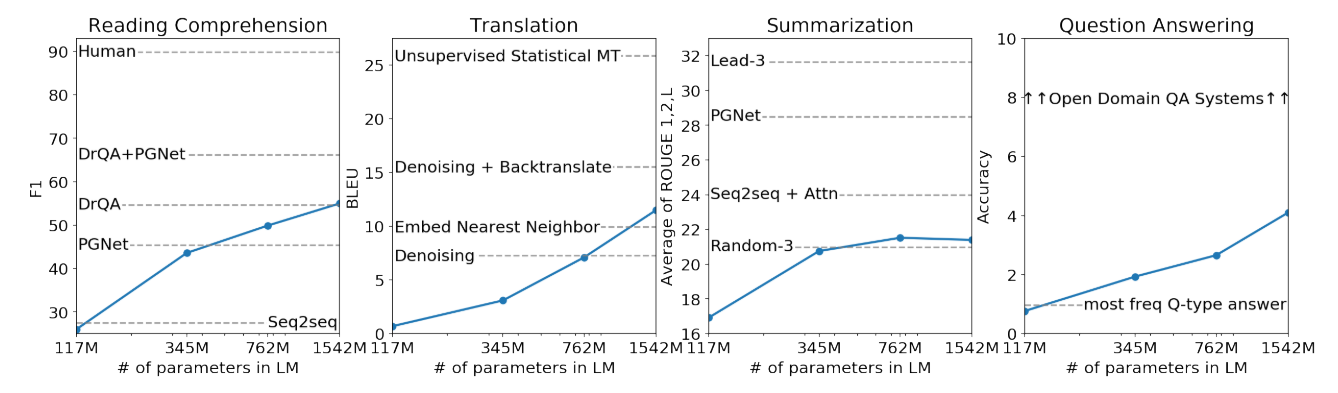 Reading Comprehension
F1
90
80
70
60
50
40
30
Human
DrQA+PGNet
DrQA
PGNet
Seq2seq
117M
345M
762M
1542M
# of parameters in LM
Translation
BLEU
25
20
15
10
5
0
Unsupervised Statistical MT
Denoising + Backtranslate
Embed Nearest Neighbor
Denoising
117M
345M
762M
1542M
# of parameters in LM
Summarization
Average of ROUGE 1,2,L
32
30
28
26
24
22
20
18
16
Lead-3
PGNet
Seq2seq + Attn
Random-3
117M
345M
762M
1542M
# of parameters in LM
Question Answering
Accuracy
10
8
6
4
2
0
↑↑Open Domain QA Systems↑↑
most freq Q-type answer
117M
345M
762M
1542M
# of parameters in LM